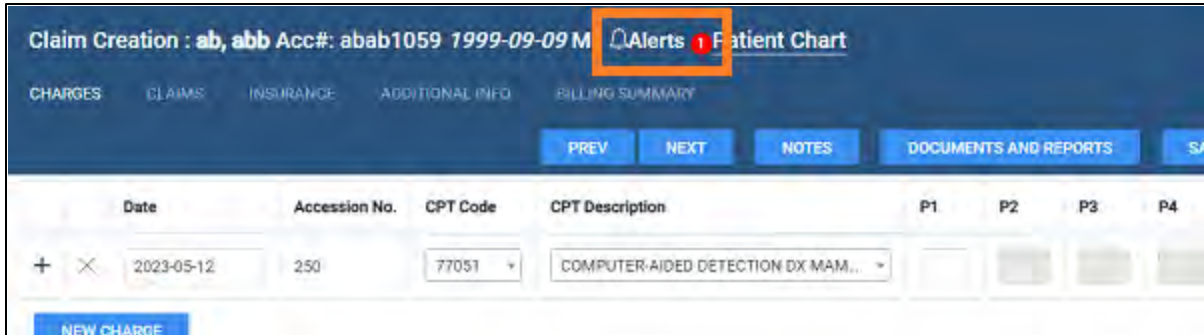 Claim Creation : ab, abb Acc#: abab1059 1999-09-09 M Alerts 1 Patient Chart
CHARGES CLAIMS INSURANCE ADDITIONAL INFO BILLING SUMMARY
PREV NEXT NOTES DOCUMENTS AND REPORTS SA
Date Accession No. CPT Code CPT Description P1 P2 P3 P4
2023-05-12 250 77051 COMPUTER-AIDED DETECTION DX MAM...
NEW CHARGE